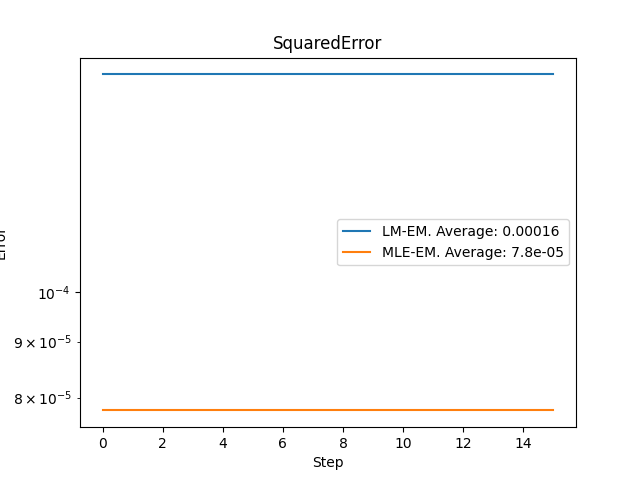 SquaredError
LM-EM. Average: 0.00016
MLE-EM. Average: 7.8e-05
Error
10⁻⁴
9 × 10⁻⁵
8 × 10⁻⁵
0 2 4 6 8 10 12 14
Step